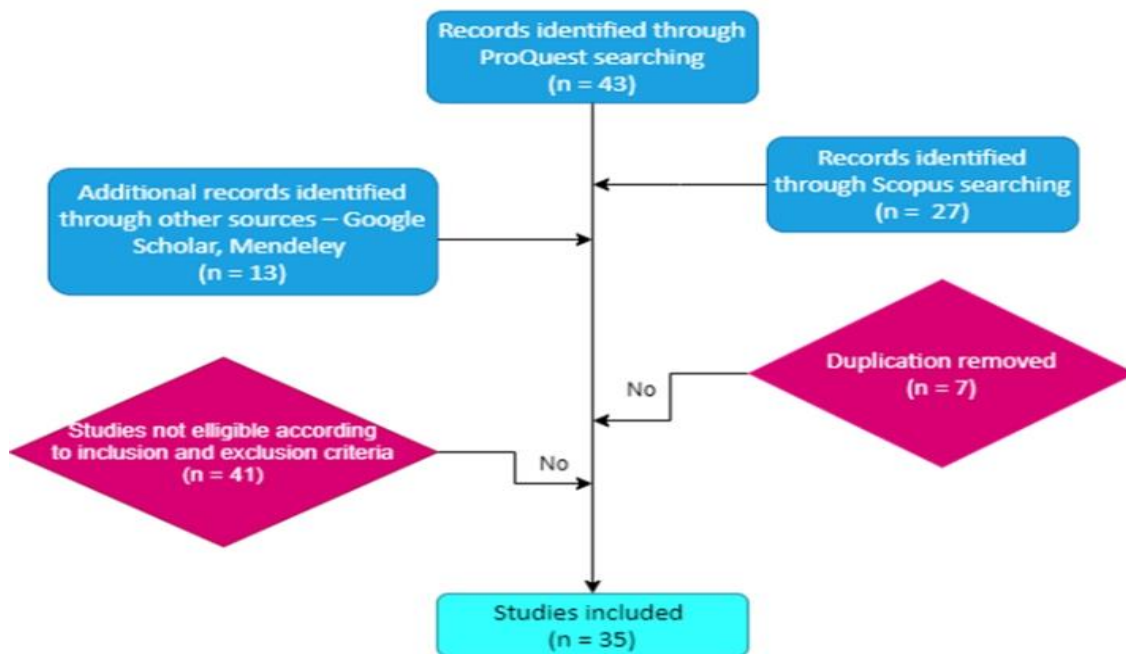 Records identified through
ProQuest searching
(n = 43)
Records identified
through Scopus searching
(n = 27)
Additional records identified
through other sources – Google
Scholar, Mendeley
(n = 13)
Duplication removed
(n = 7)
No
Studies not elligible according
to inclusion and exclusion criteria
(n = 41)
No
Studies included
(n = 35)